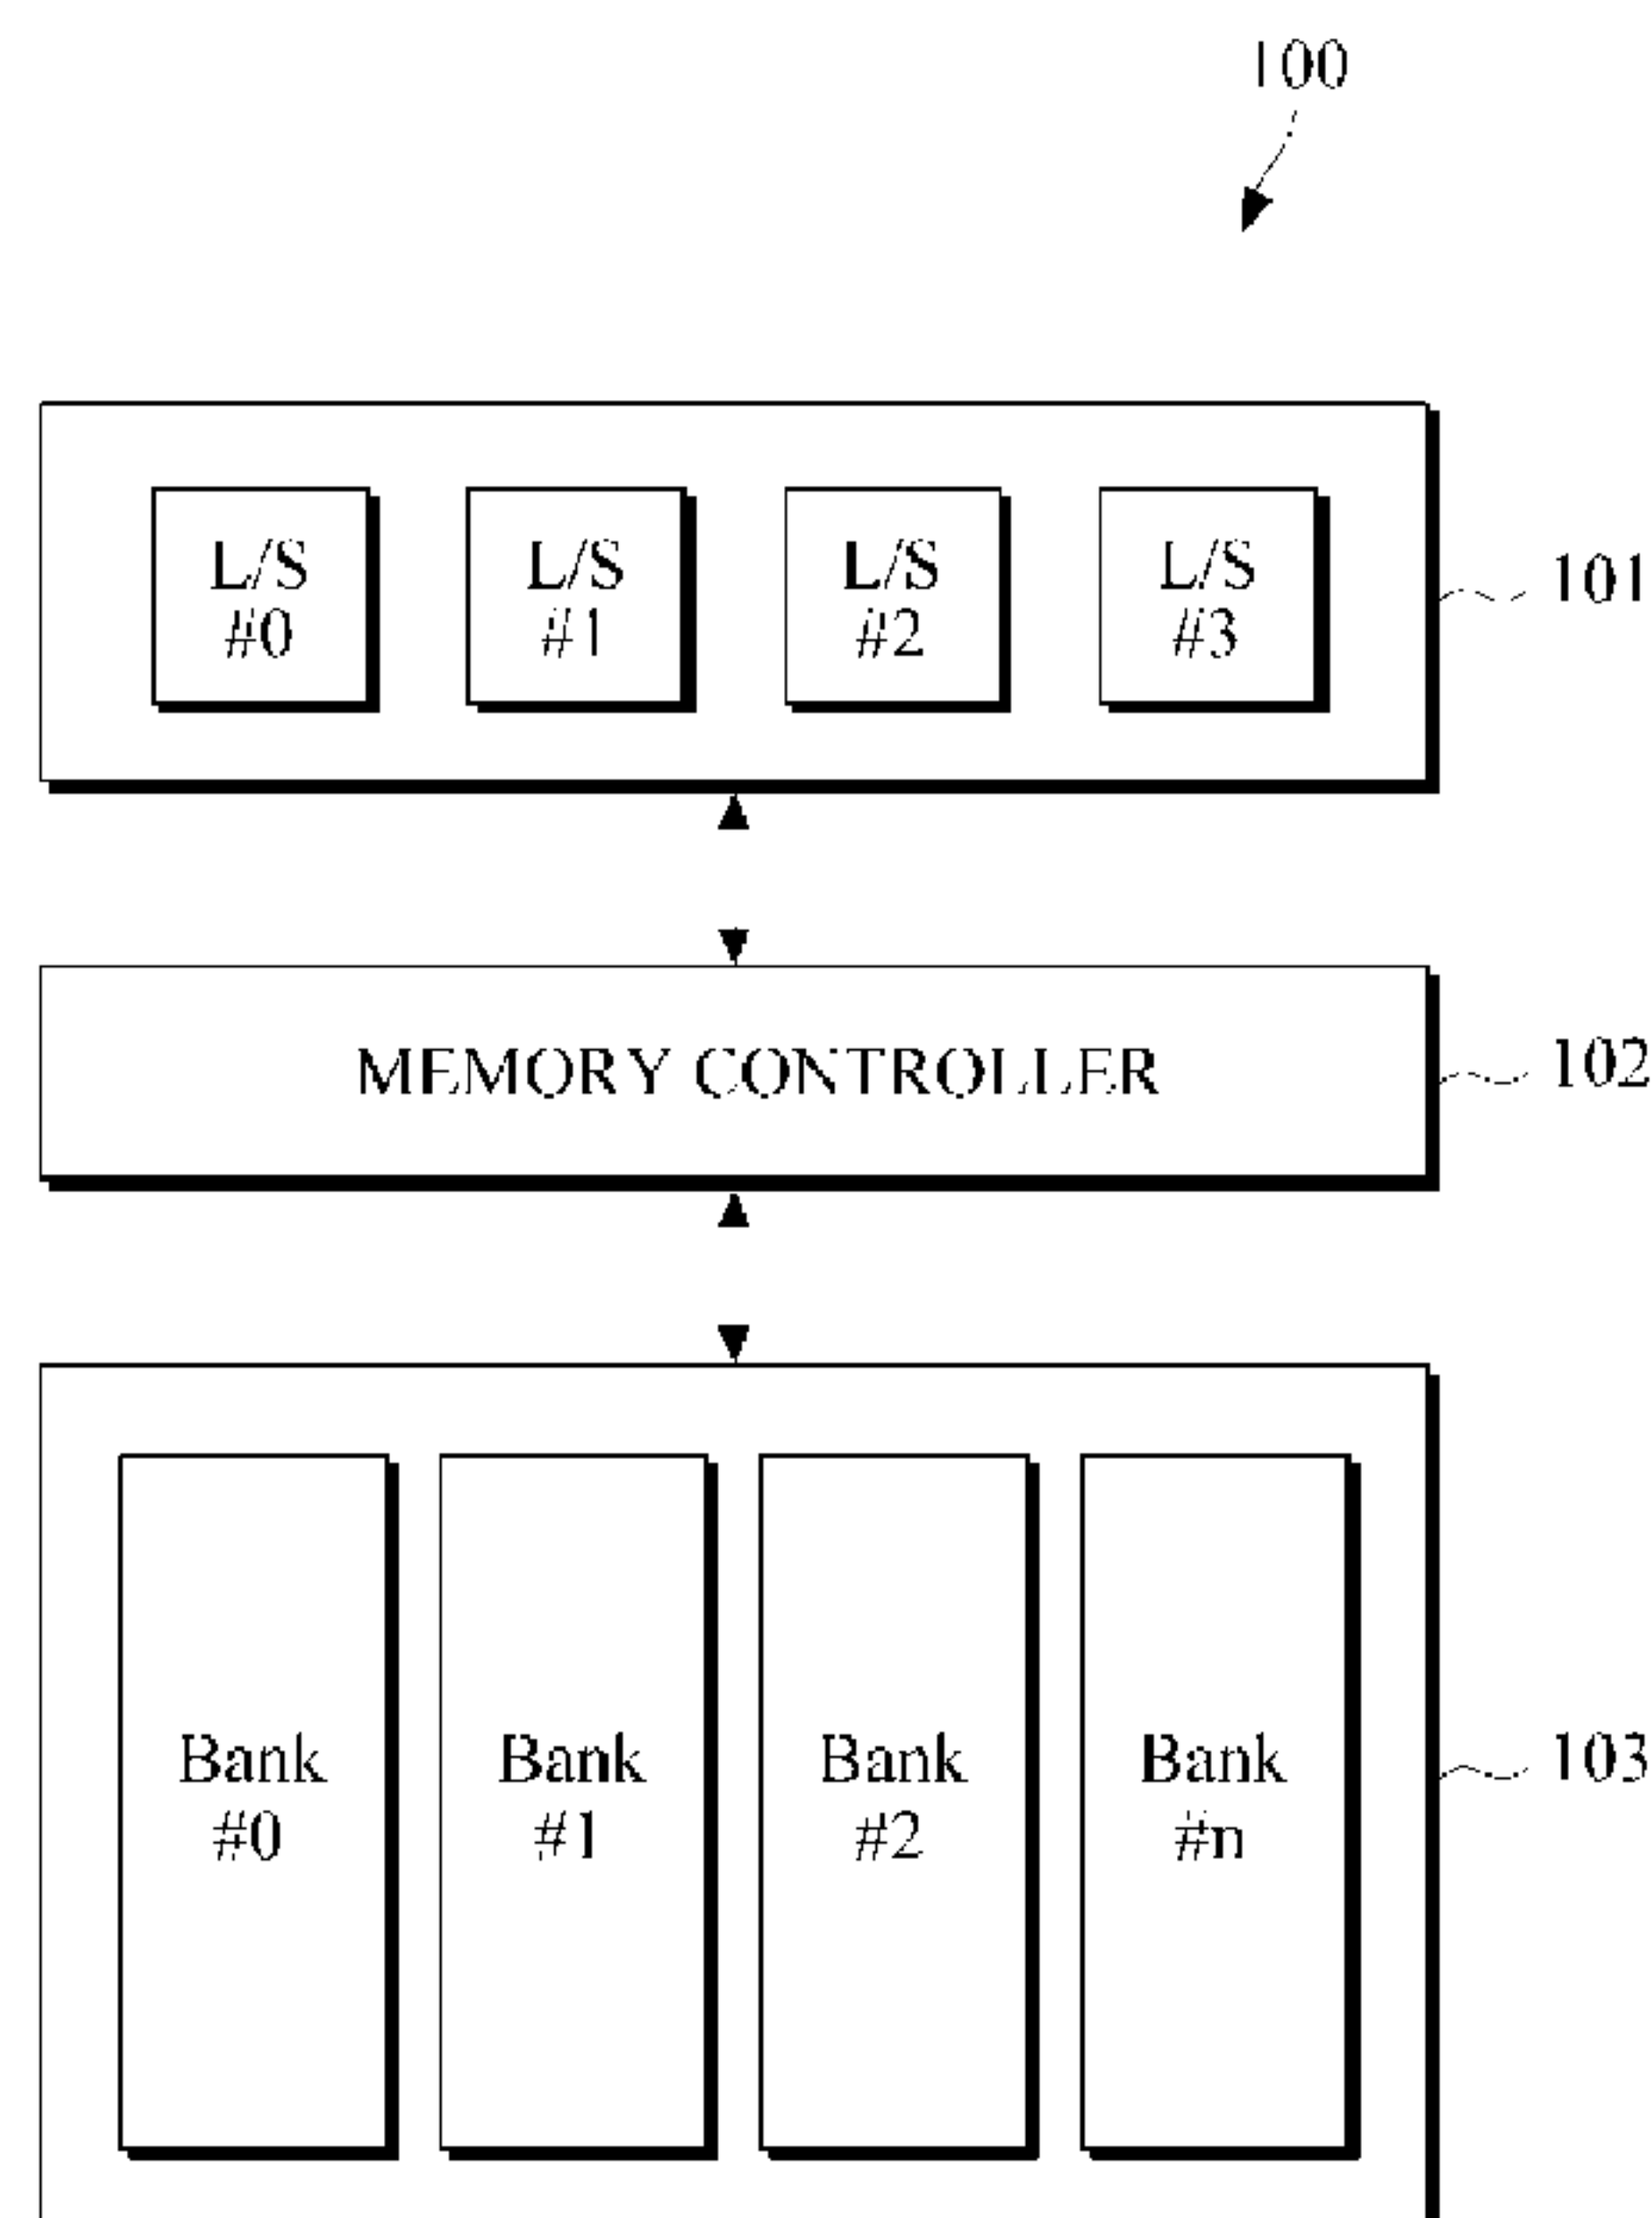 100
L/S
#0
L/S
#1
L/S
#2
L/S
#3
101
MEMORY CONTROLLER
102
Bank
#0
Bank
#1
Bank
#2
Bank
#n
103